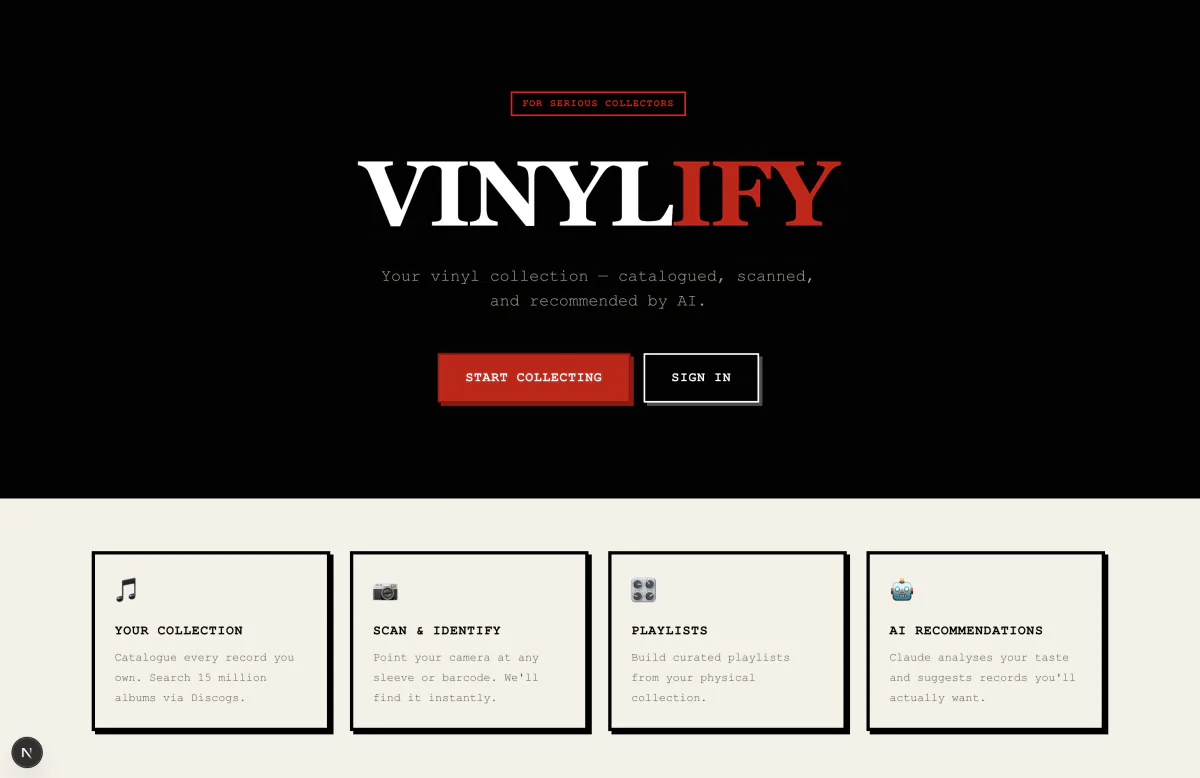 FOR SERIOUS COLLECTORS
VINYLIFY
Your vinyl collection — catalogued, scanned,
and recommended by AI.
START COLLECTING
SIGN IN
YOUR COLLECTION
Catalogue every record you
own. Search 15 million
albums via Discogs.
SCAN & IDENTIFY
Point your camera at any
sleeve or barcode. We'll
find it instantly.
PLAYLISTS
Build curated playlists
from your physical
collection.
AI RECOMMENDATIONS
Claude analyses your taste
and suggests records you'll
actually want.
N